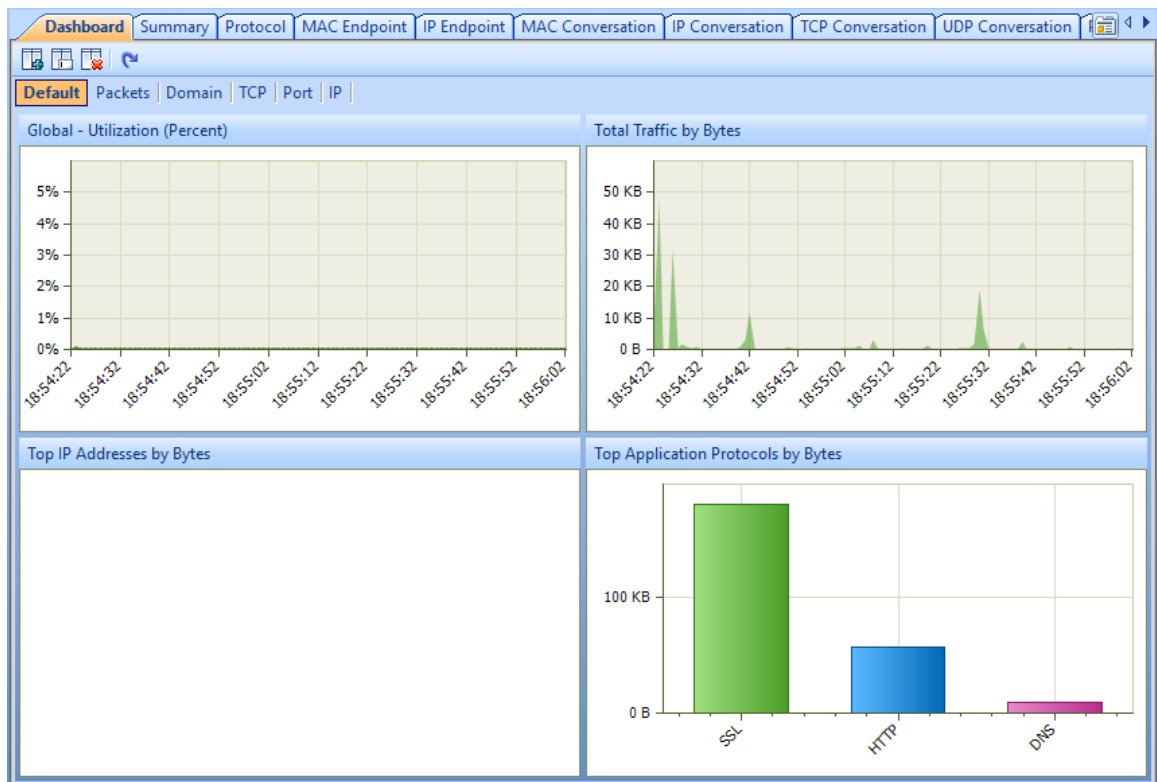 Dashboard Summary Protocol MAC Endpoint IP Endpoint MAC Conversation IP Conversation TCP Conversation UDP Conversation
Default Packets Domain TCP Port IP
Global - Utilization (Percent)
5%
4%
3%
2%
1%
0%
18:54:22 18:54:32 18:54:42 18:54:52 18:55:02 18:55:12 18:55:22 18:55:32 18:55:42 18:55:52 18:56:02
Total Traffic by Bytes
50 KB
40 KB
30 KB
20 KB
10 KB
0 B
18:54:22 18:54:32 18:54:42 18:54:52 18:55:02 18:55:12 18:55:22 18:55:32 18:55:42 18:55:52 18:56:02
Top IP Addresses by Bytes
Top Application Protocols by Bytes
100 KB
0 B
SSL HTTP DNS